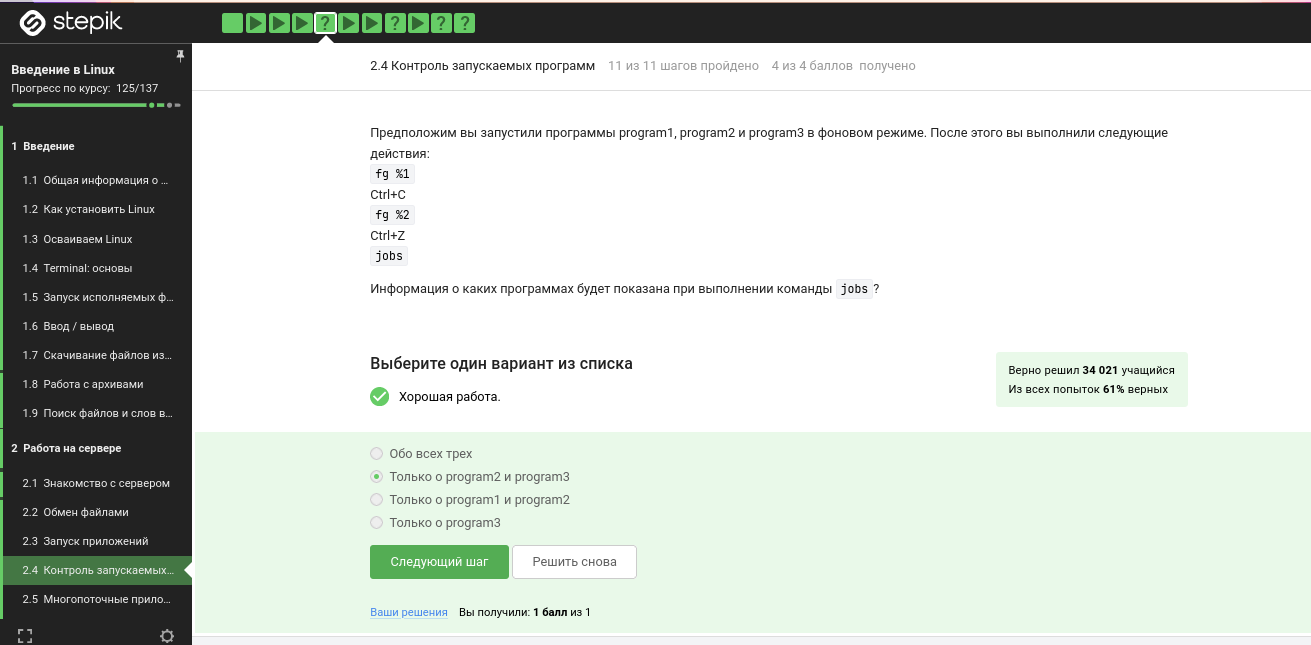 stepik
? ? ? ?
Введение в Linux
Прогресс по курсу: 125/137
1 Введение
1.1 Общая информация о ...
1.2 Как установить Linux
1.3 Осваиваем Linux
1.4 Terminal: основы
1.5 Запуск исполняемых ф...
1.6 Ввод / вывод
1.7 Скачивание файлов из...
1.8 Работа с архивами
1.9 Поиск файлов и слов в...
2 Работа на сервере
2.1 Знакомство с сервером
2.2 Обмен файлами
2.3 Запуск приложений
2.4 Контроль запускаемых...
2.5 Многопоточные прило...
2.4 Контроль запускаемых программ 11 из 11 шагов пройдено 4 из 4 баллов получено
Предположим вы запустили программы program1, program2 и program3 в фоновом режиме. После этого вы выполнили следующие
действия:
fg %1
Ctrl+C
fg %2
Ctrl+Z
jobs
Информация о каких программах будет показана при выполнении команды jobs ?
Выберите один вариант из списка
Хорошая работа.
Верно решил 34 021 учащийся
Из всех попыток 61% верных
Обо всех трех
Только о program2 и program3
Только о program1 и program2
Только о program3
Следующий шаг Решить снова
Ваши решения Вы получили: 1 балл из 1